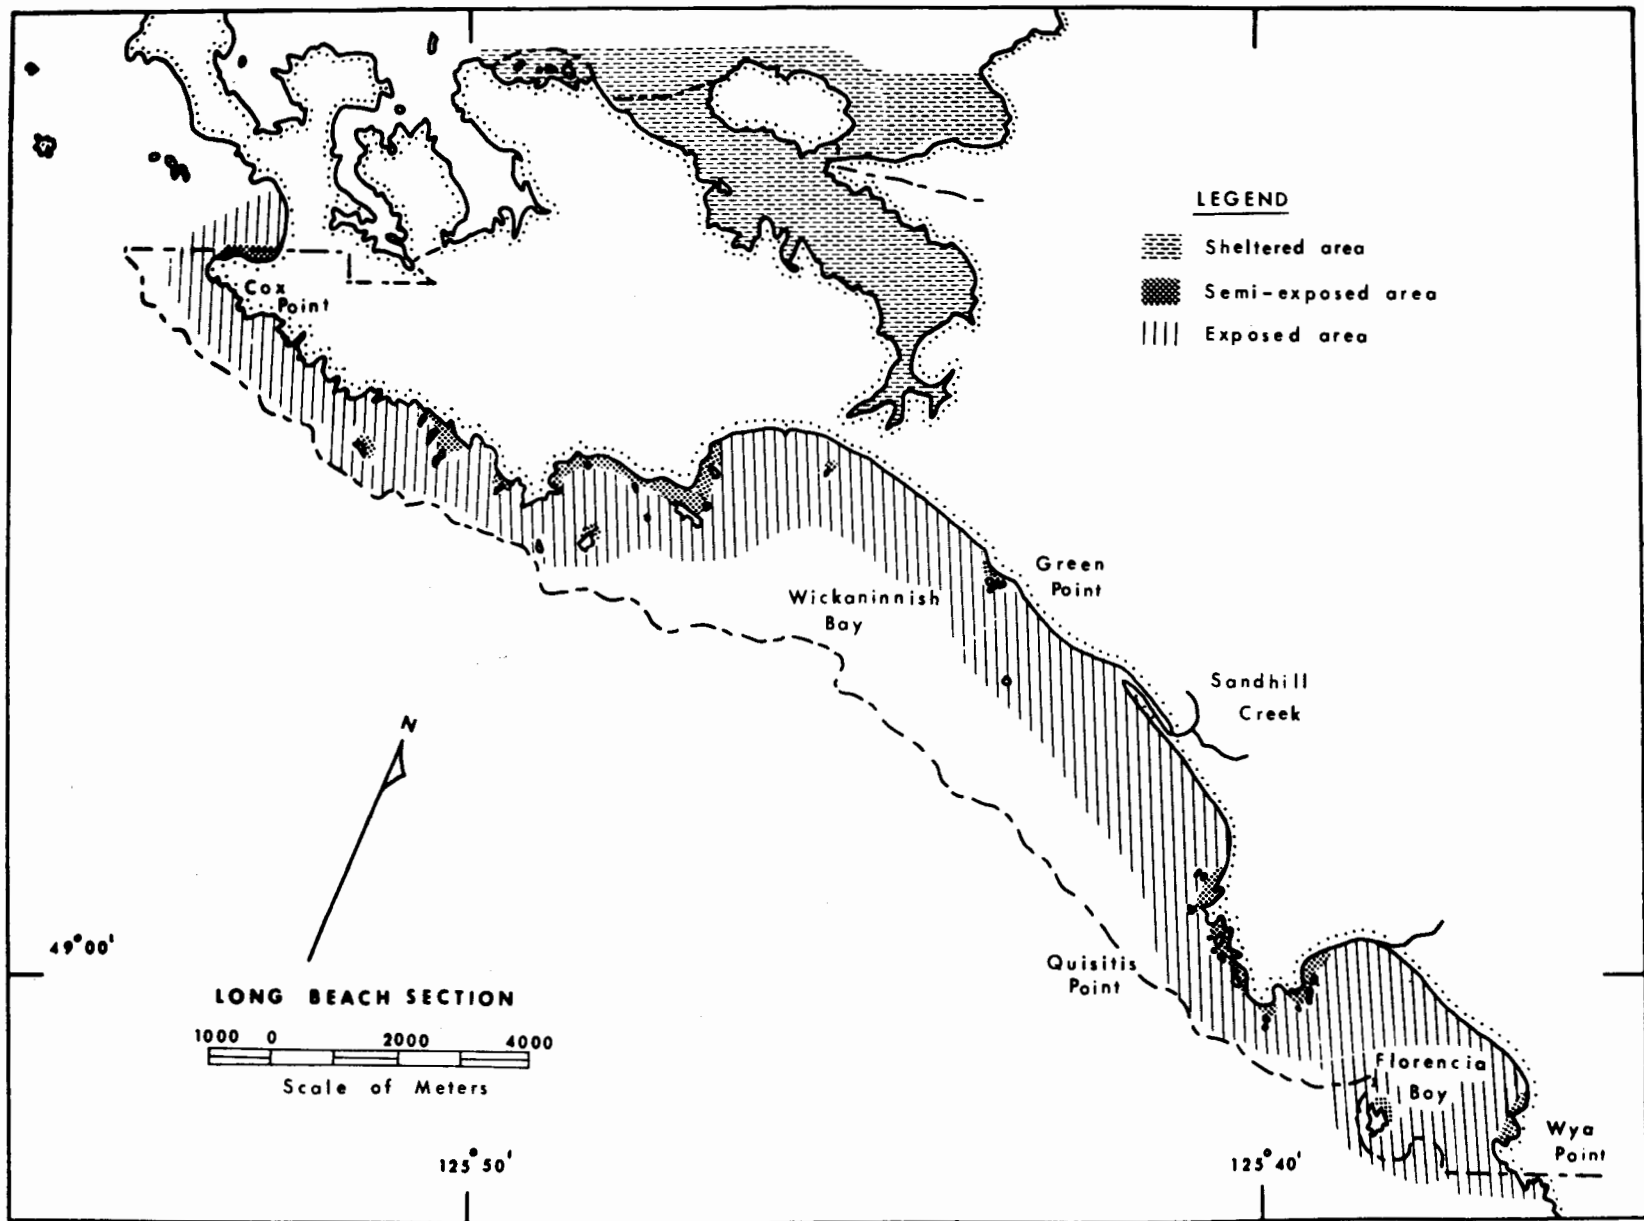 LEGEND
Sheltered area
Semi-exposed area
Exposed area
Cox
Point
Green
Point
Wickaninnish
Bay
Sandhill
Creek
N
49°00'
Quisitis
Point
LONG BEACH SECTION
1000 0 2000 4000
Scale of Meters
Florencia
Bay
Wya
Point
125°50'
125°40'